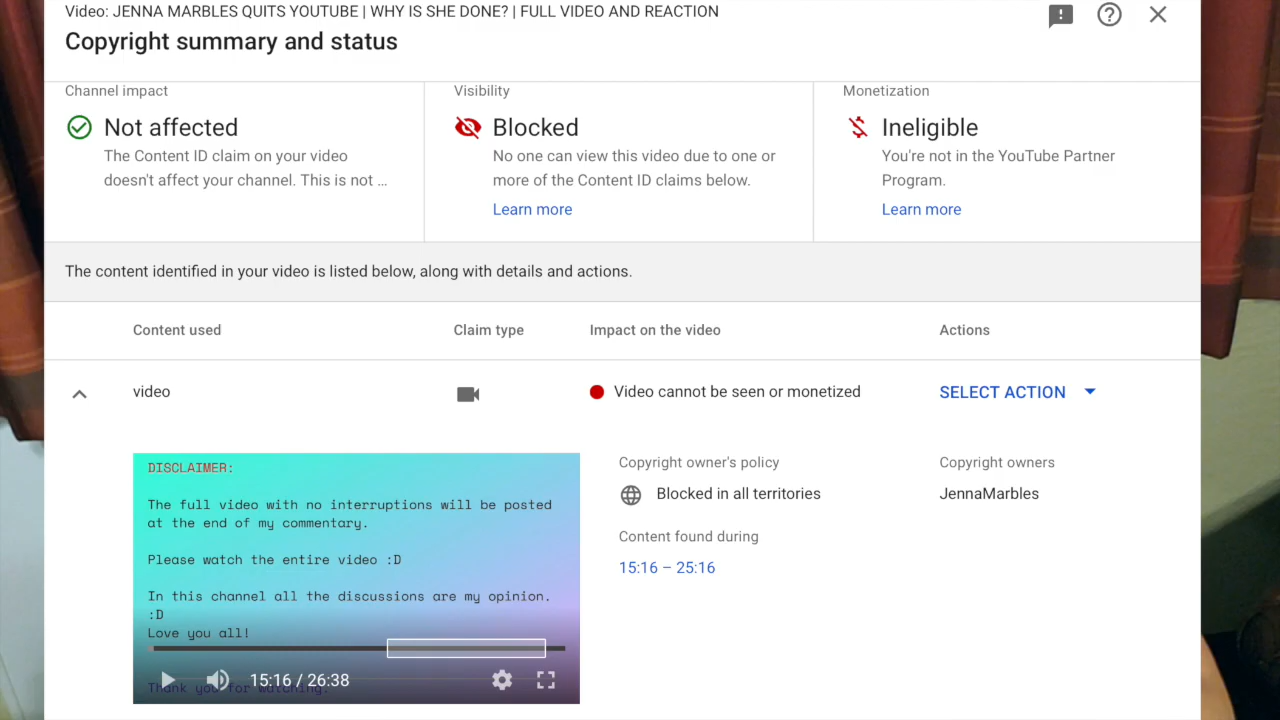 Video: JENNA MARBLES QUITS YOUTUBE | WHY IS SHE DONE? | FULL VIDEO AND REACTION
Copyright summary and status
Channel impact
Not affected
The Content ID claim on your video
doesn't affect your channel. This is not ...
Visibility
Blocked
No one can view this video due to one or
more of the Content ID claims below.
Learn more
Monetization
Ineligible
You're not in the YouTube Partner
Program.
Learn more
The content identified in your video is listed below, along with details and actions.
Content used
Claim type
Impact on the video
Actions
video
Video cannot be seen or monetized
SELECT ACTION
DISCLAIMER:
The full video with no interruptions will be posted
at the end of my commentary.
Please watch the entire video :D
In this channel all the discussions are my opinion.
:D
Love you all!
Thank you for watching.
15:16 / 26:38
Copyright owner's policy
Blocked in all territories
Content found during
15:16 – 25:16
Copyright owners
JennaMarbles